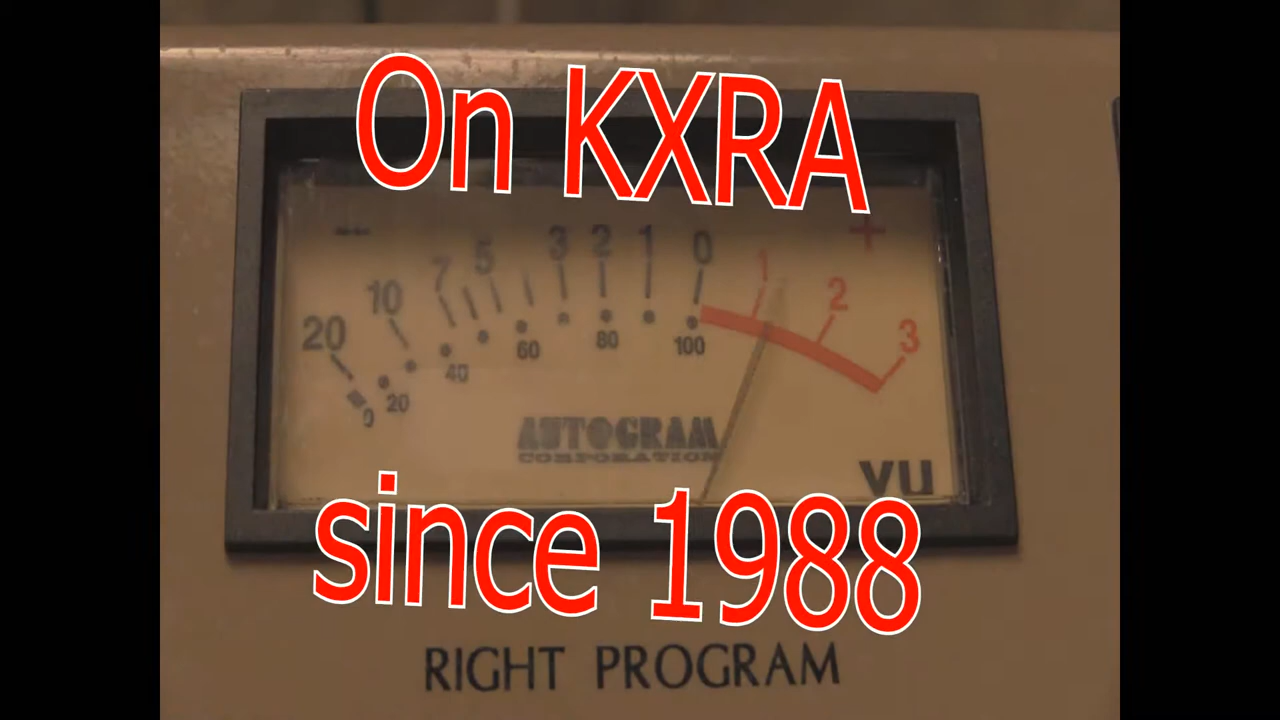 On KXRA
- +
20 10 7 5 3 2 1 0 1 2 3
0 20 40 60 80 100
AUTOGRAM
CORPORATION
VU
since 1988
RIGHT PROGRAM